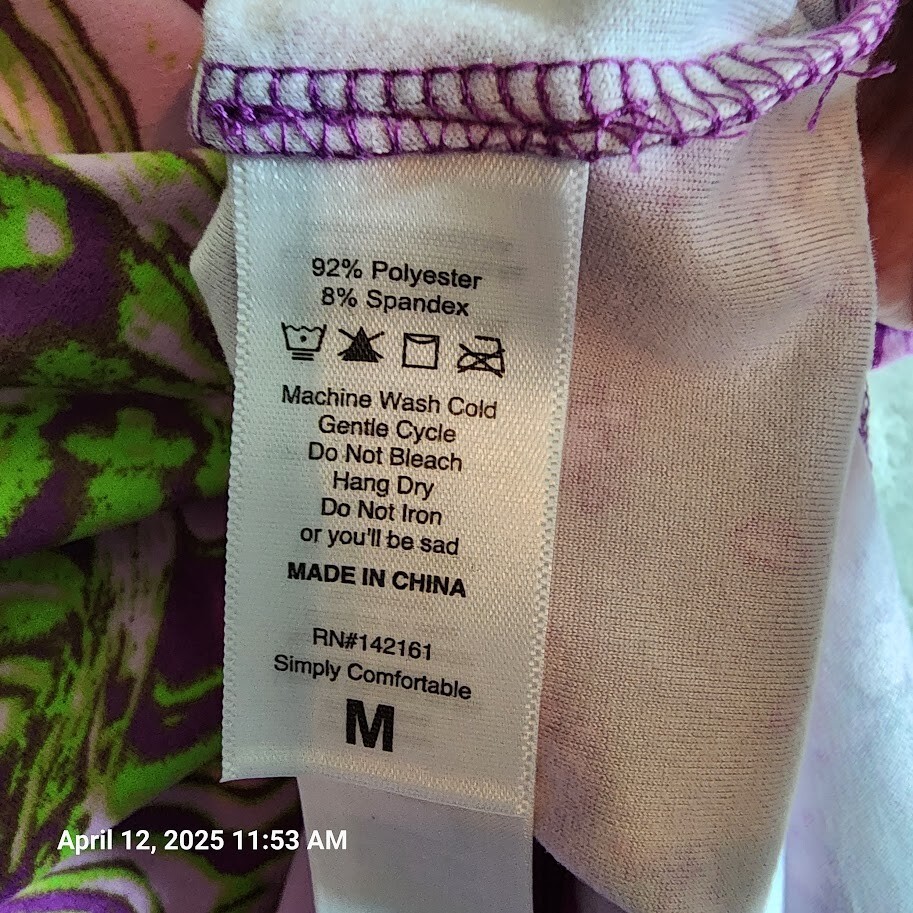 92% Polyester
8% Spandex
Machine Wash Cold
Gentle Cycle
Do Not Bleach
Hang Dry
Do Not Iron
or you'll be sad
MADE IN CHINA
RN#142161
Simply Comfortable
M
April 12, 2025 11:53 AM